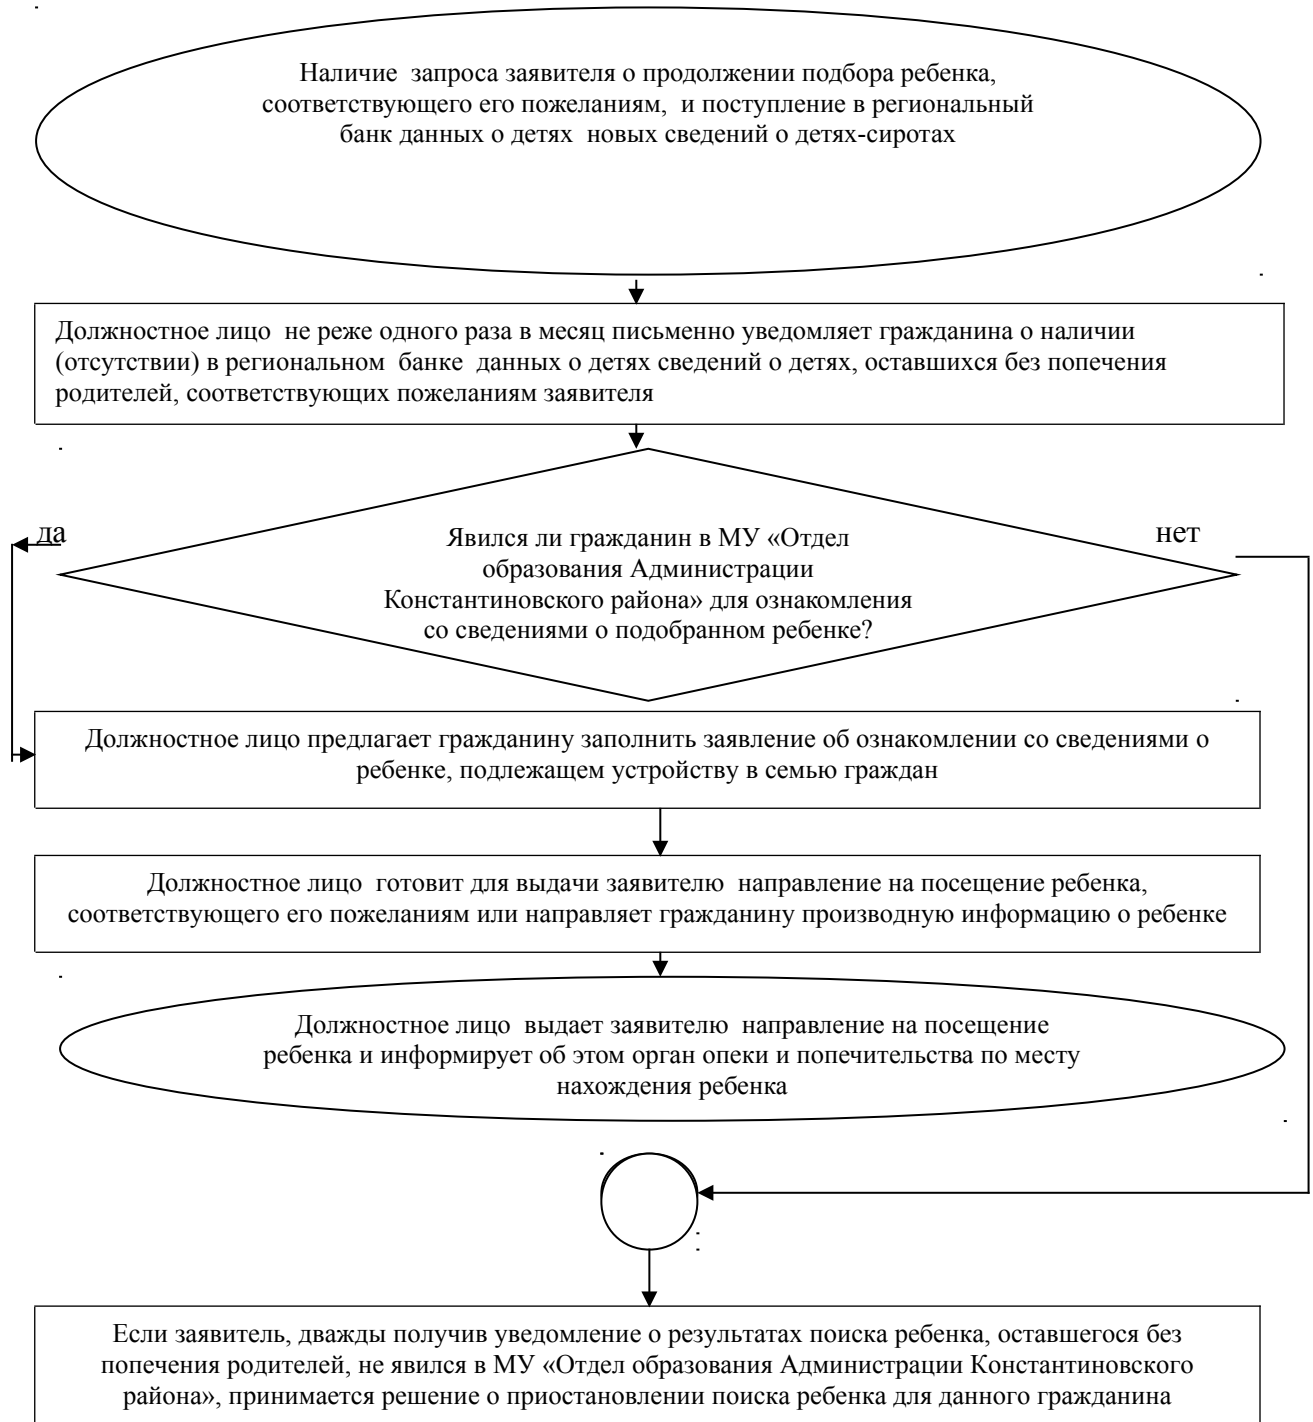 Наличие запроса заявителя о продолжении подбора ребенка,
соответствующего его пожеланиям, и поступление в региональный
банк данных о детях новых сведений о детях-сиротах
Должностное лицо не реже одного раза в месяц письменно уведомляет гражданина о наличии
(отсутствии) в региональном банке данных о детях сведений о детях, оставшихся без попечения
родителей, соответствующих пожеланиям заявителя
да
нет
Явился ли гражданин в МУ «Отдел
образования Администрации
Константиновского района» для ознакомления
со сведениями о подобранном ребенке?
Должностное лицо предлагает гражданину заполнить заявление об ознакомлении со сведениями о
ребенке, подлежащем устройству в семью граждан
Должностное лицо готовит для выдачи заявителю направление на посещение ребенка,
соответствующего его пожеланиям или направляет гражданину производную информацию о ребенке
Должностное лицо выдает заявителю направление на посещение
ребенка и информирует об этом орган опеки и попечительства по месту
нахождения ребенка
Если заявитель, дважды получив уведомление о результатах поиска ребенка, оставшегося без
попечения родителей, не явился в МУ «Отдел образования Администрации Константиновского
района», принимается решение о приостановлении поиска ребенка для данного гражданина